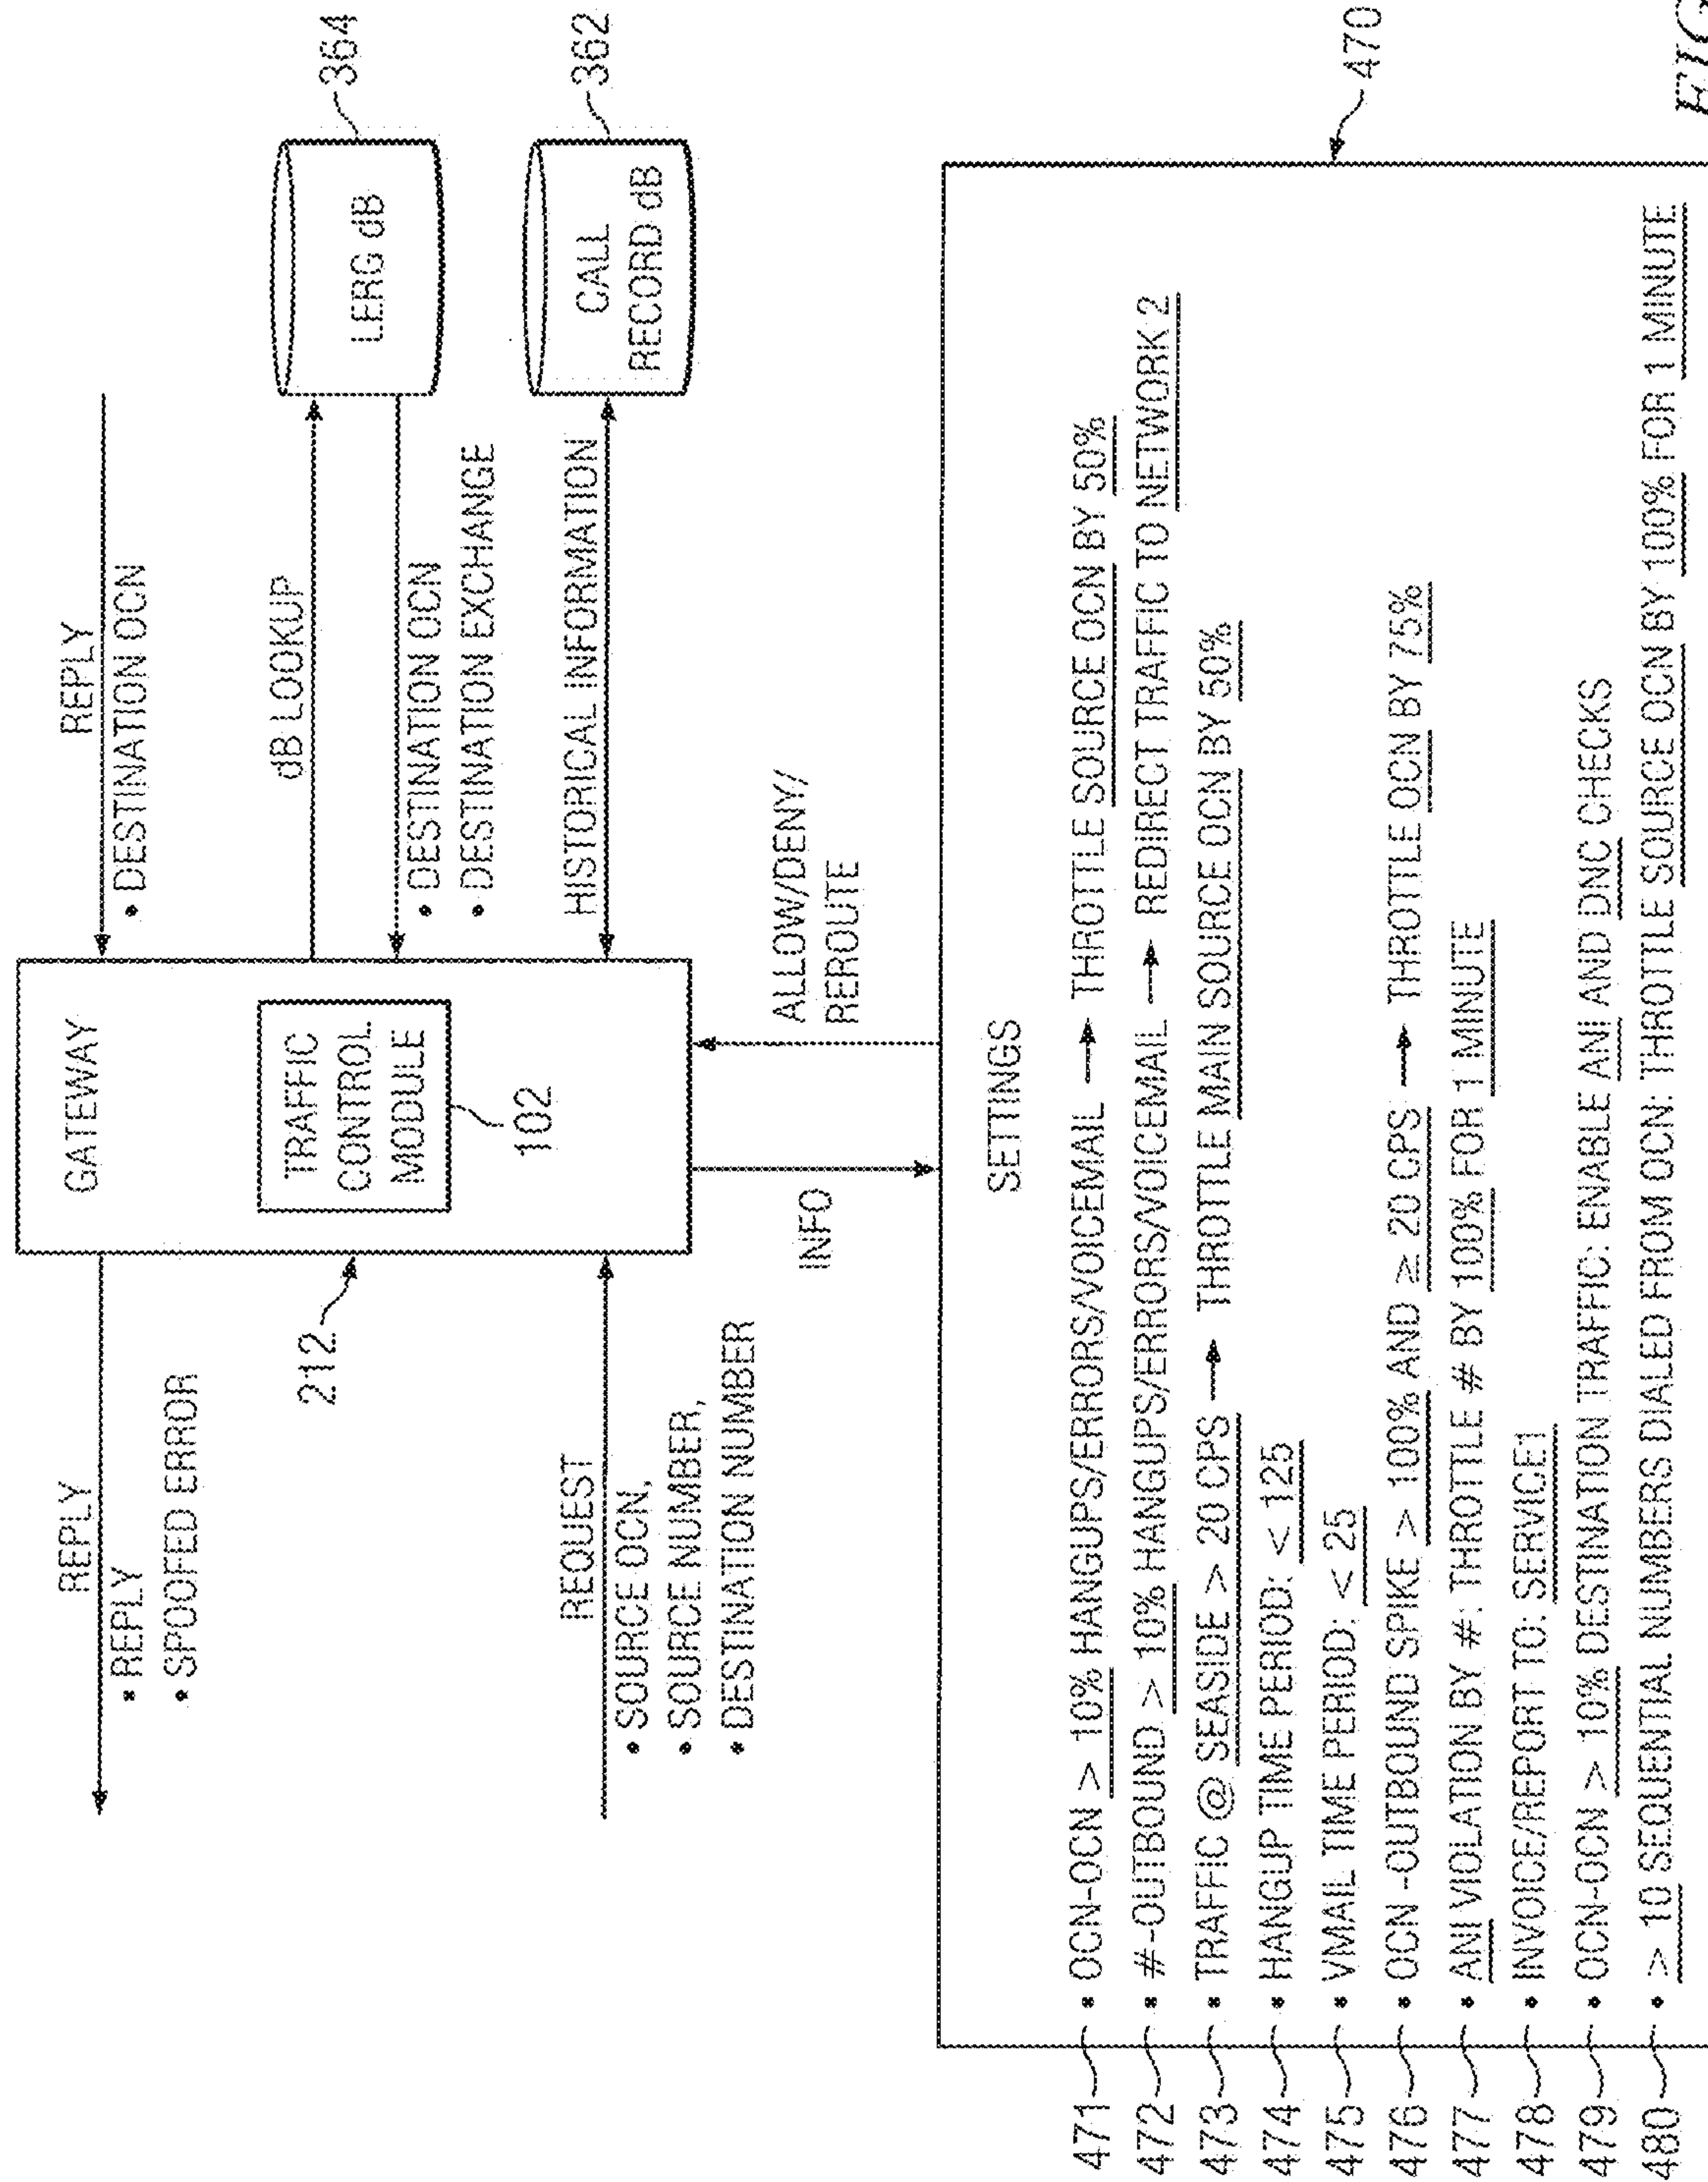 REPLY
• REPLY
• SPOOFED ERROR
GATEWAY
REPLY
• DESTINATION OCN
212
TRAFFIC
CONTROL
MODULE
102
dB LOOKUP
LERG dB
364
• DESTINATION OCN
• DESTINATION EXCHANGE
REQUEST
• SOURCE OCN,
• SOURCE NUMBER,
• DESTINATION NUMBER
HISTORICAL INFORMATION
CALL
RECORD dB
362
INFO
ALLOW/DENY/
REROUTE
SETTINGS
470
471 • OCN-OCN > 10% HANGUPS/ERRORS/VOICEMAIL → THROTTLE SOURCE OCN BY 50%
472 • #-OUTBOUND > 10% HANGUPS/ERRORS/VOICEMAIL → REDIRECT TRAFFIC TO NETWORK 2
473 • TRAFFIC @ SEASIDE > 20 CPS → THROTTLE MAIN SOURCE OCN BY 50%
474 • HANGUP TIME PERIOD: < 125
475 • VMAIL TIME PERIOD: < 25
476 • OCN -OUTBOUND SPIKE > 100% AND ≥ 20 CPS → THROTTLE OCN BY 75%
477 • ANI VIOLATION BY #: THROTTLE # BY 100% FOR 1 MINUTE
478 • INVOICE/REPORT TO: SERVICE1
479 • OCN-OCN > 10% DESTINATION TRAFFIC: ENABLE ANI AND DNC CHECKS
480 • > 10 SEQUENTIAL NUMBERS DIALED FROM OCN: THROTTLE SOURCE OCN BY 100% FOR 1 MINUTE